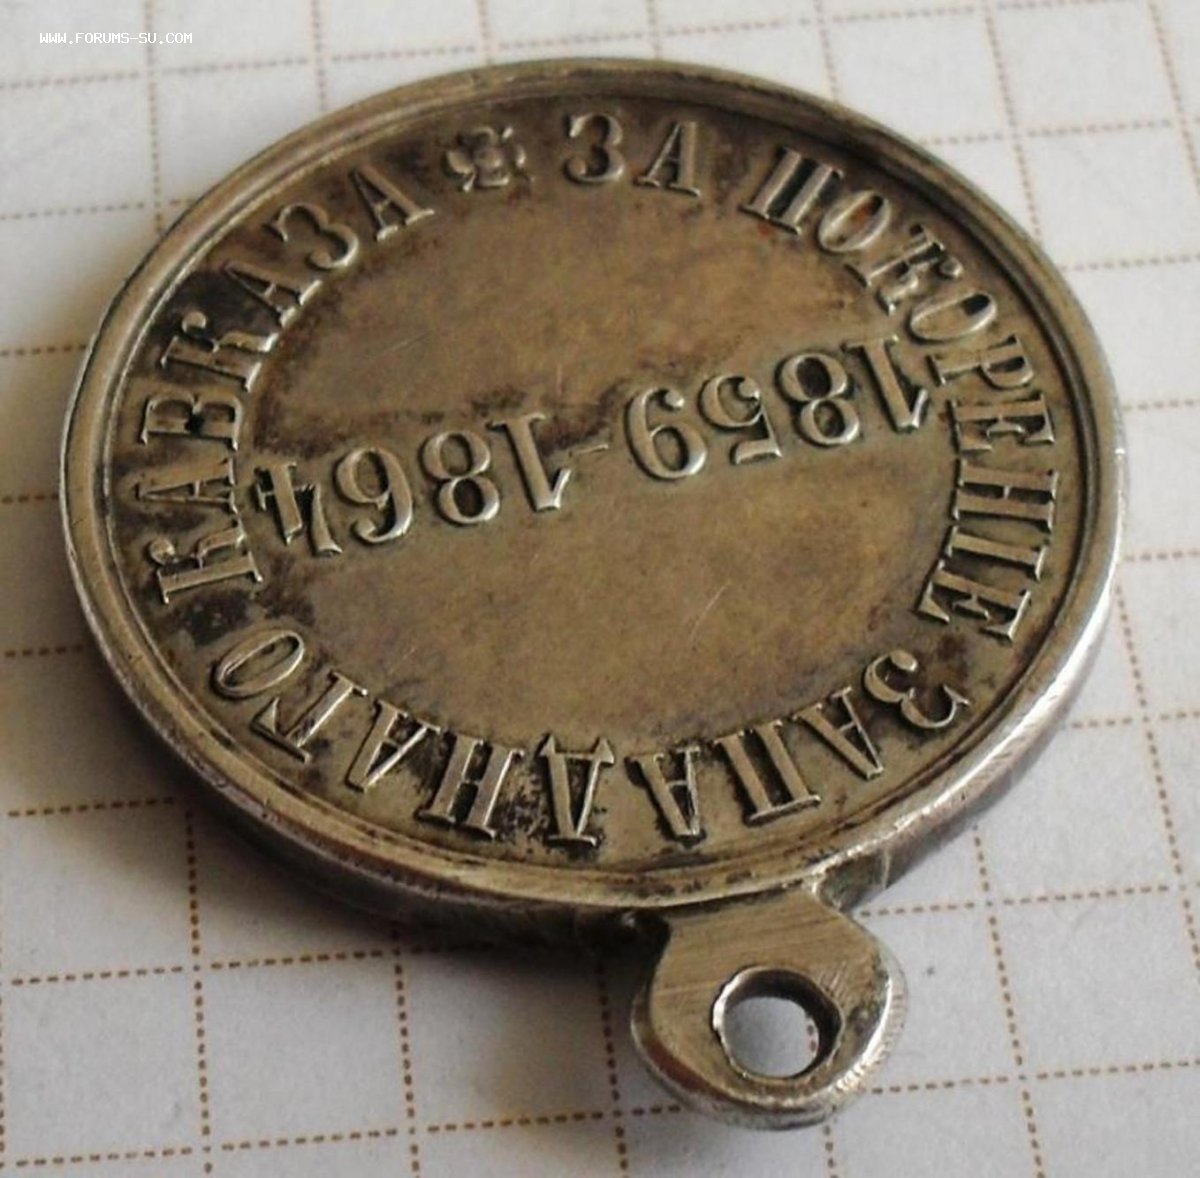 WWW.FORUMS-SU.COM
ЗА ПОКОРЕНІЕ ЗАПАДНАГО КАВКАЗА
1859-1864